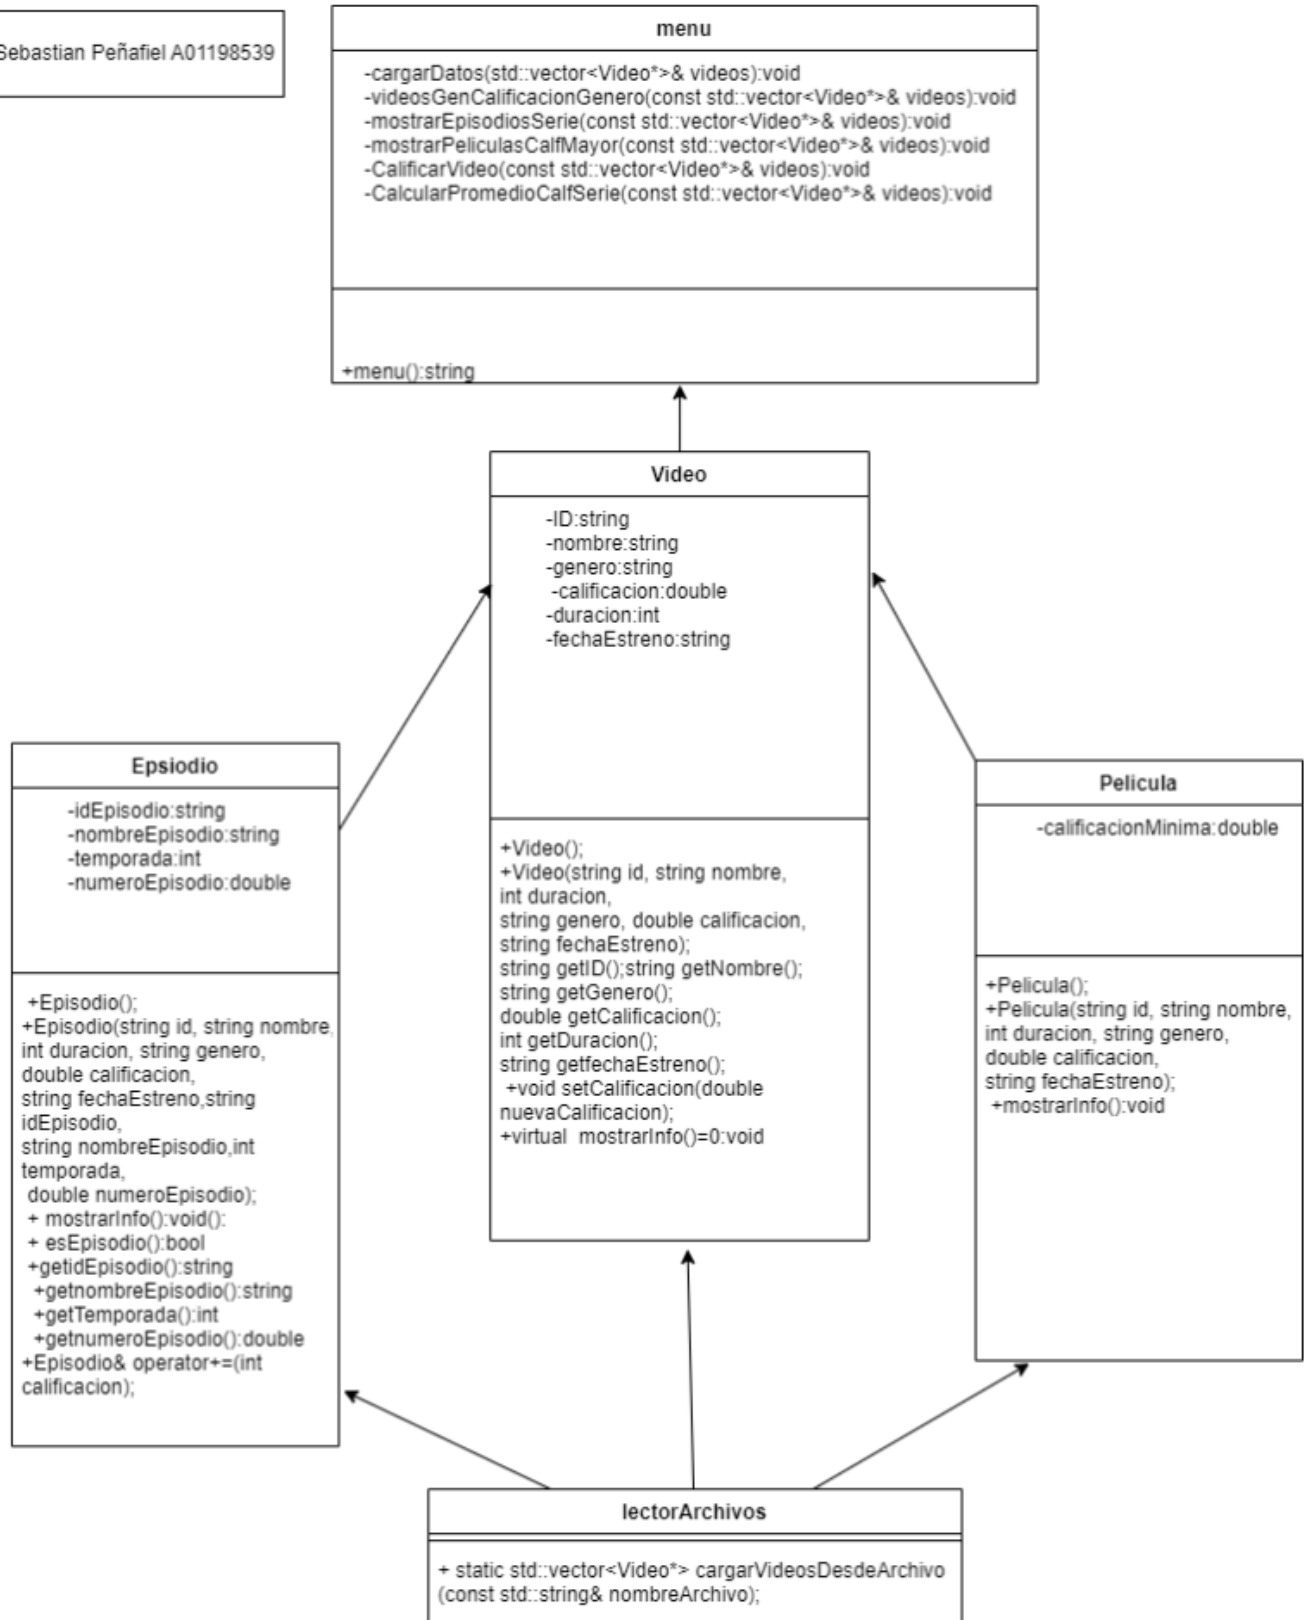 Sebastian Peñafiel A01198539
menu
-cargarDatos(std::vector<Video*>& videos):void
-videosGenCalificacionGenero(const std::vector<Video*>& videos):void
-mostrarEpisodiosSerie(const std::vector<Video*>& videos):void
-mostrarPeliculasCalfMayor(const std::vector<Video*>& videos):void
-CalificarVideo(const std::vector<Video*>& videos):void
-CalcularPromedioCalfSerie(const std::vector<Video*>& videos):void
+menu():string
Video
-ID:string
-nombre:string
-genero:string
-calificacion:double
-duracion:int
-fechaEstreno:string
+Video();
+Video(string id, string nombre,
int duracion,
string genero, double calificacion,
string fechaEstreno);
string getID();string getNombre();
string getGenero();
double getCalificacion();
int getDuracion();
string getfechaEstreno();
+void setCalificacion(double
nuevaCalificacion);
+virtual  mostrarInfo()=0:void
Epsiodio
-idEpisodio:string
-nombreEpisodio:string
-temporada:int
-numeroEpisodio:double
+Episodio();
+Episodio(string id, string nombre,
int duracion, string genero,
double calificacion,
string fechaEstreno,string
idEpisodio,
string nombreEpisodio,int
temporada,
double numeroEpisodio);
+ mostrarInfo():void():
+ esEpisodio():bool
+getidEpisodio():string
+getnombreEpisodio():string
+getTemporada():int
+getnumeroEpisodio():double
+Episodio& operator+=(int
calificacion);
Pelicula
-calificacionMinima:double
+Pelicula();
+Pelicula(string id, string nombre,
int duracion, string genero,
double calificacion,
string fechaEstreno);
+mostrarInfo():void
lectorArchivos
+ static std::vector<Video*> cargarVideosDesdeArchivo
(const std::string& nombreArchivo);